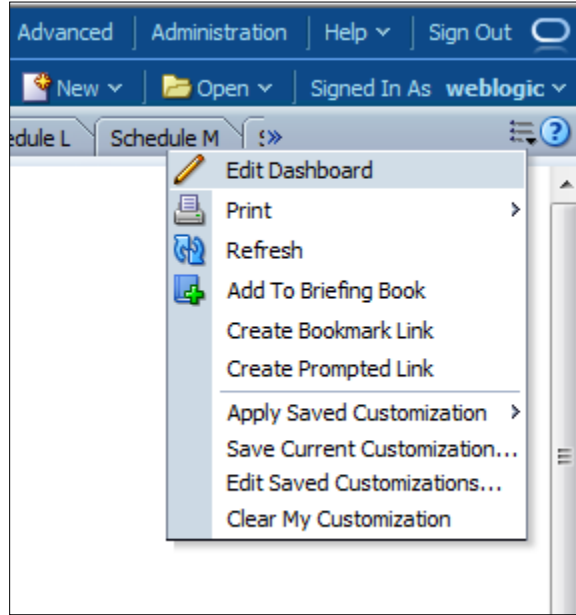 Advanced Administration Help Sign Out
New Open Signed In As weblogic
edule L Schedule M
Edit Dashboard
Print
Refresh
Add To Briefing Book
Create Bookmark Link
Create Prompted Link
Apply Saved Customization
Save Current Customization...
Edit Saved Customizations...
Clear My Customization